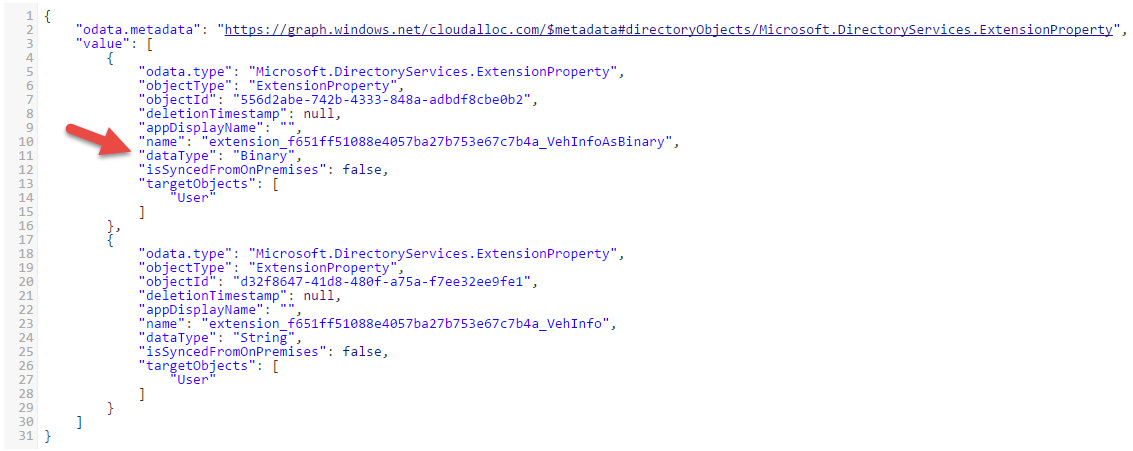 1 {
2 "odata.metadata": "https://graph.windows.net/cloudalloc.com/$metadata#directoryObjects/Microsoft.DirectoryServices.ExtensionProperty",
3 "value": [
4 {
5 "odata.type": "Microsoft.DirectoryServices.ExtensionProperty",
6 "objectType": "ExtensionProperty",
7 "objectId": "556d2abe-742b-4333-848a-adbdf8cbe0b2",
8 "deletionTimestamp": null,
9 "appDisplayName": "",
10 "name": "extension_f651ff51088e4057ba27b753e67c7b4a_VehInfoAsBinary",
11 "dataType": "Binary",
12 "isSyncedFromOnPremises": false,
13 "targetObjects": [
14 "User"
15 ]
16 },
17 {
18 "odata.type": "Microsoft.DirectoryServices.ExtensionProperty",
19 "objectType": "ExtensionProperty",
20 "objectId": "d32f8647-41d8-480f-a75a-f7ee32ee9fe1",
21 "deletionTimestamp": null,
22 "appDisplayName": "",
23 "name": "extension_f651ff51088e4057ba27b753e67c7b4a_VehInfo",
24 "dataType": "String",
25 "isSyncedFromOnPremises": false,
26 "targetObjects": [
27 "User"
28 ]
29 }
30 ]
31 }